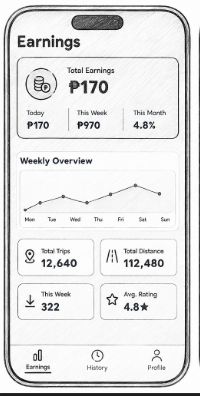 Earnings
Total Earnings
₱170
Today
This Week
This Month
₱170
₱970
4.8%
Weekly Overview
Mon Tue Wed Thu Fri Sat Sun
Total Trips
12,640
Total Distance
112,480
This Week
322
Avg. Rating
4.8★
Earnings
History
Profile